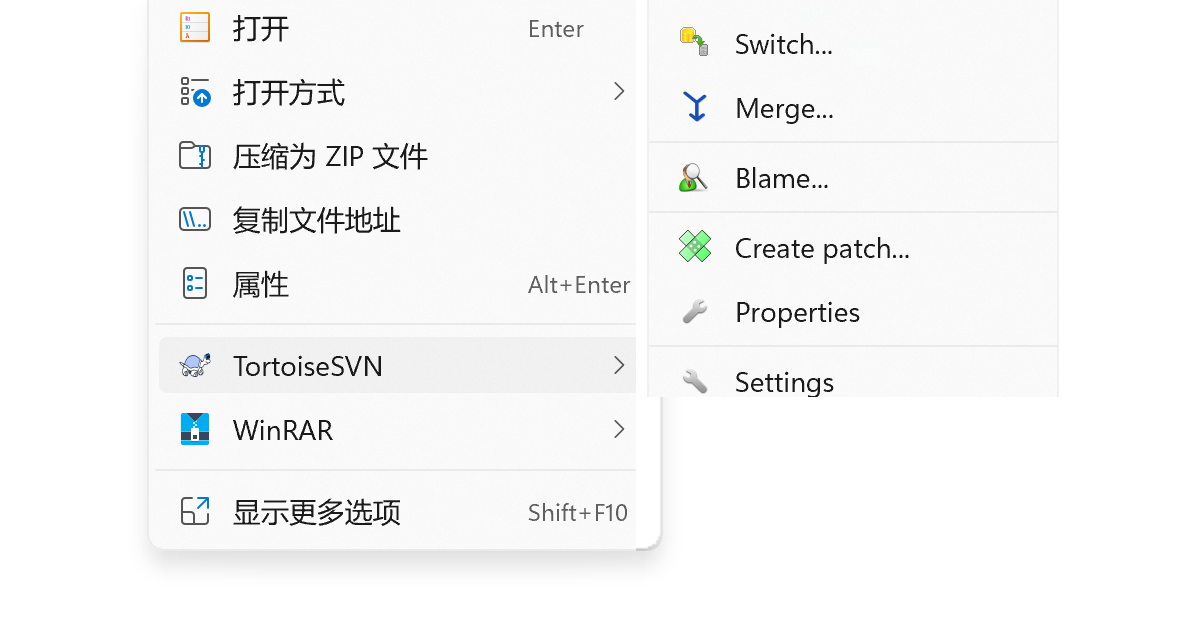 打开 Enter
打开方式
压缩为 ZIP 文件
复制文件地址
属性 Alt+Enter
TortoiseSVN
WinRAR
显示更多选项 Shift+F10
Switch...
Merge...
Blame...
Create patch...
Properties
Settings